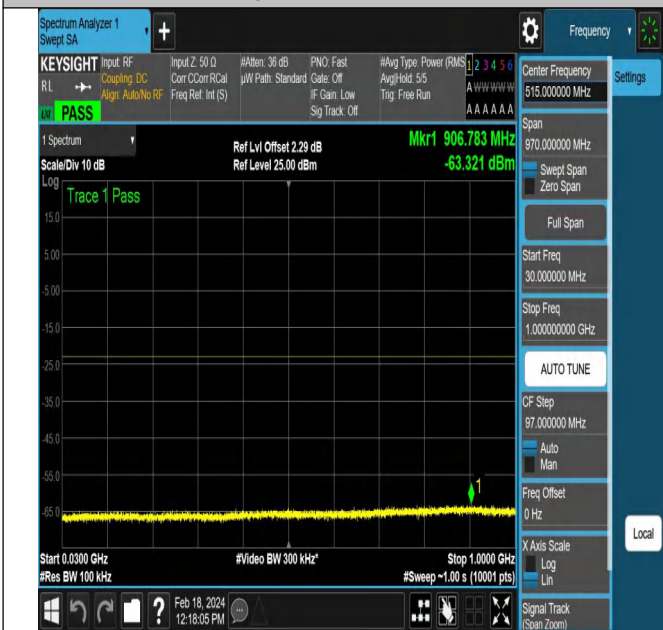 Spectrum Analyzer 1
Swept SA
+
Frequency
KEYSIGHT
Input: RF
Coupling: DC
Align: Auto/No RF
Input Z: 50 Ω
Corr CCorr RCal
Freq Ref: Int (S)
#Atten: 36 dB
µW Path: Standard
PNO: Fast
Gate: Off
IF Gain: Low
Sig Track: Off
#Avg Type: Power (RMS
Avg|Hold: 5/5
Trig: Free Run
1 2 3 4 5 6
A W W W W W
A A A A A A
R L
LXI
PASS
1 Spectrum
Scale/Div 10 dB
Ref Lvl Offset 2.29 dB
Ref Level 25.00 dBm
Mkr1 906.783 MHz
-63.321 dBm
Log
Trace 1 Pass
15.0
5.00
-5.00
-15.0
-25.0
-35.0
-45.0
-55.0
-65.0
1
Start 0.0300 GHz
#Res BW 100 kHz
#Video BW 300 kHz*
Stop 1.0000 GHz
#Sweep ~1.00 s (10001 pts)
?
Feb 18, 2024
12:18:05 PM
Center Frequency
515.000000 MHz
Settings
Span
970.000000 MHz
Swept Span
Zero Span
Full Span
Start Freq
30.000000 MHz
Stop Freq
1.000000000 GHz
AUTO TUNE
CF Step
97.000000 MHz
Auto
Man
Freq Offset
0 Hz
X Axis Scale
Log
Lin
Local
Signal Track
(Span Zoom)